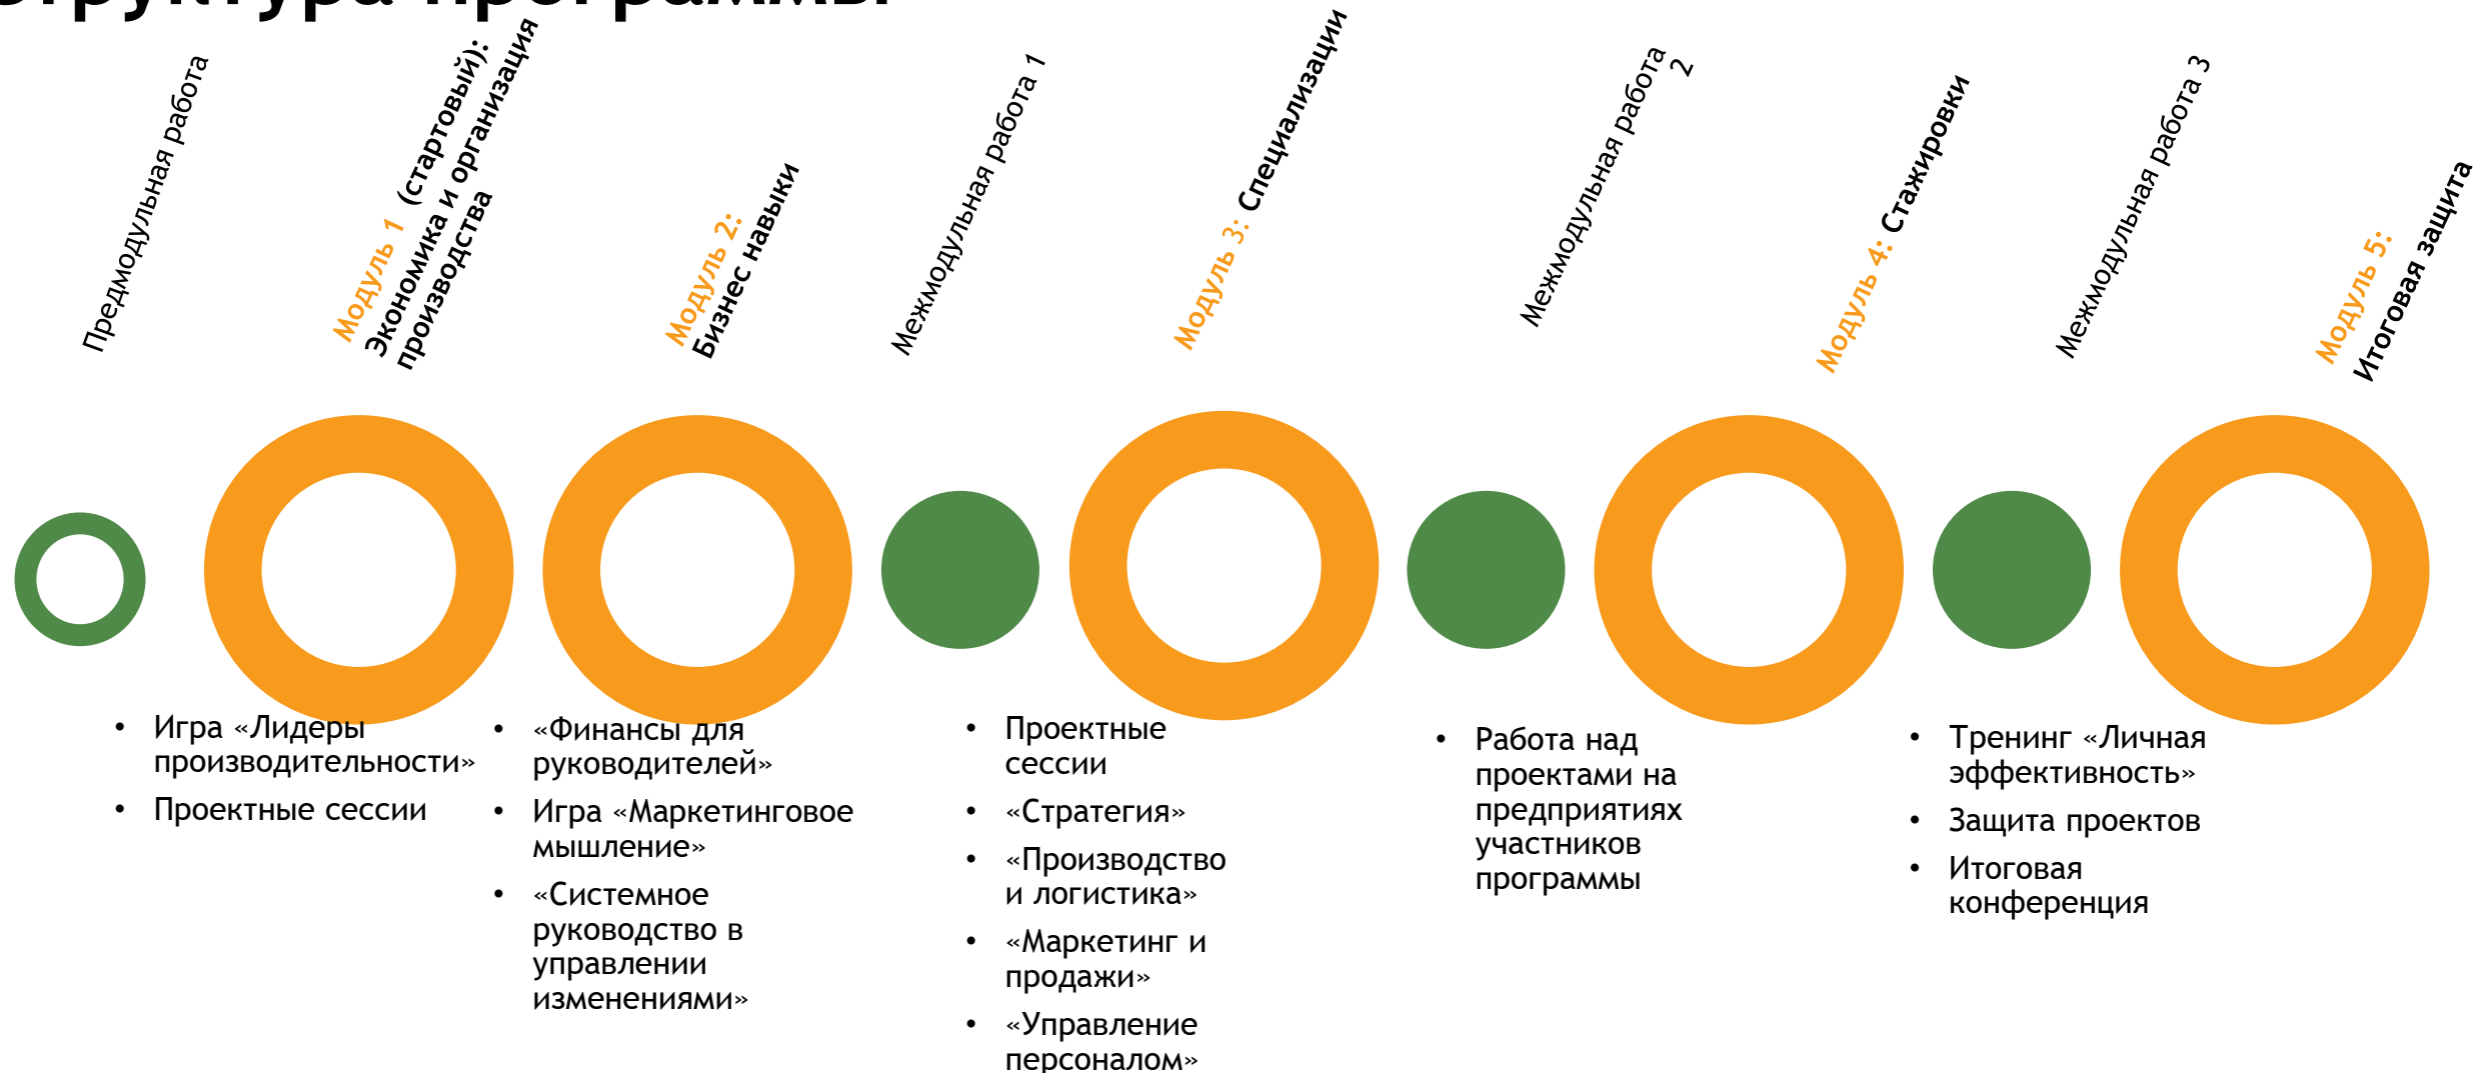 структура программы
Предмодульная работа
Модуль 1 (стартовый):
Экономика и организация
производства
Модуль 2:
Бизнес навыки
Межмодульная работа 1
Модуль 3: Специализации
Межмодульная работа
2
Модуль 4: Стажировки
Межмодульная работа 3
Модуль 5:
Итоговая защита
• Игра «Лидеры
производительности»
• Проектные сессии
• «Финансы для
руководителей»
• Игра «Маркетинговое
мышление»
• «Системное
руководство в
управлении
изменениями»
• Проектные
сессии
• «Стратегия»
• «Производство
и логистика»
• «Маркетинг и
продажи»
• «Управление
персоналом»
• Работа над
проектами на
предприятиях
участников
программы
• Тренинг «Личная
эффективность»
• Защита проектов
• Итоговая
конференция